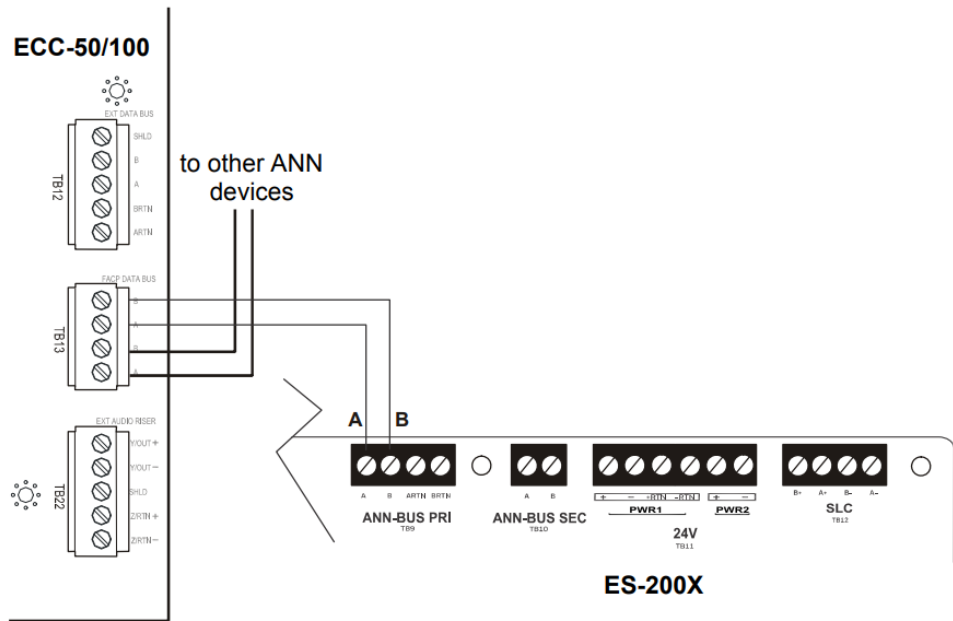 ECC-50/100
EXT DATA BUS
SHLD
B
A
BRTN
ARTN
TB12
to other ANN
devices
FACP DATA BUS
B
A
B
A
TB13
EXT AUDIO RISER
Y/OUT +
Y/OUT −
SHLD
Z/RTN +
Z/RTN −
TB22
A B
A B ARTN BRTN
ANN-BUS PRI
TB9
A B
ANN-BUS SEC
TB10
+ − +RTN −RTN + −
PWR1 PWR2
24V
TB11
B+ A+ B− A−
SLC
TB12
ES-200X